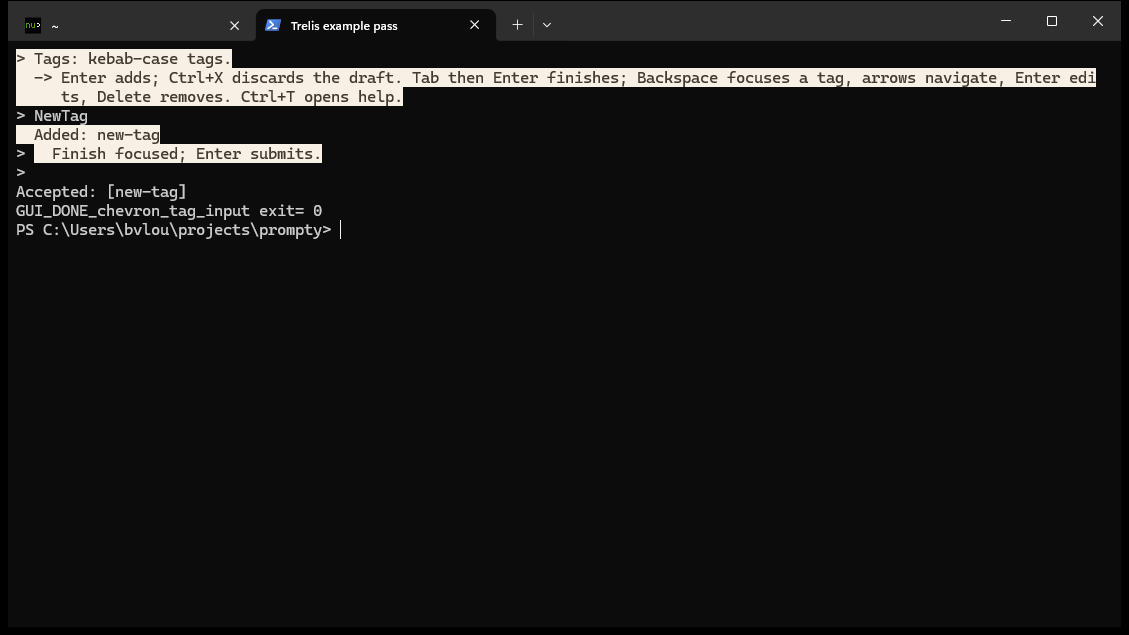 nu> ~
Trelis example pass
> Tags: kebab-case tags.
-> Enter adds; Ctrl+X discards the draft. Tab then Enter finishes; Backspace focuses a tag, arrows navigate, Enter edi
ts, Delete removes. Ctrl+T opens help.
> NewTag
Added: new-tag
> Finish focused; Enter submits.
>
Accepted: [new-tag]
GUI_DONE_chevron_tag_input exit= 0
PS C:\Users\bvlou\projects\prompty>